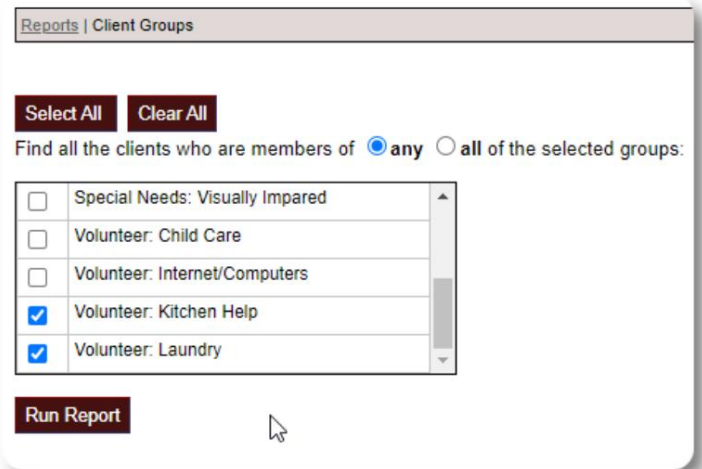 Reports | Client Groups
Select All Clear All
Find all the clients who are members of any all of the selected groups:
Special Needs: Visually Impared
Volunteer: Child Care
Volunteer: Internet/Computers
Volunteer: Kitchen Help
Volunteer: Laundry
Run Report